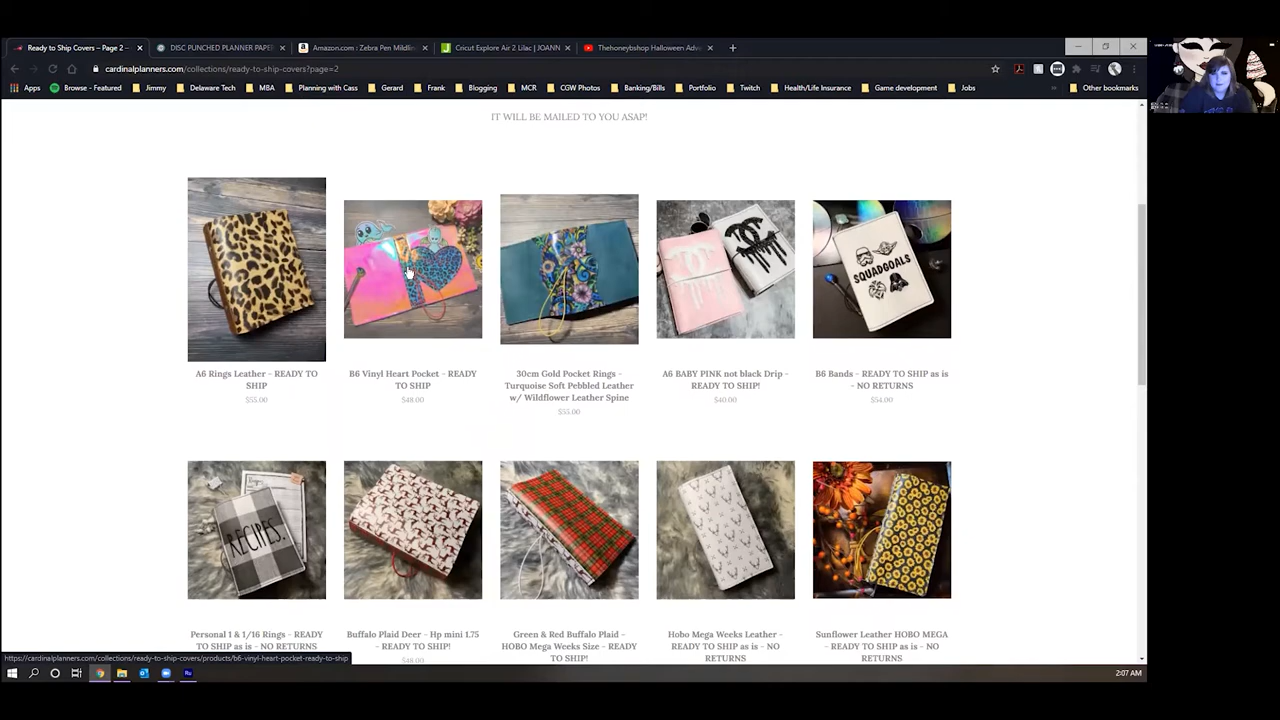 Ready to Ship Covers – Page 2 –
DISC PUNCHED PLANNER PAPE
Amazon.com : Zebra Pen Mildlin
Cricut Explore Air 2 Lilac | JOANN
Thehoneybshop Halloween Adv
cardinalplanners.com/collections/ready-to-ship-covers?page=2
Apps
Browse - Featured
Jimmy
Delaware Tech
MBA
Planning with Cass
Gerard
Frank
Blogging
MCR
CGW Photos
Banking/Bills
Portfolio
Twitch
Health/Life Insurance
Game development
Jobs
Other bookmarks
IT WILL BE MAILED TO YOU ASAP!
SQUADGOALS
A6 Rings Leather - READY TO
SHIP
$55.00
B6 Vinyl Heart Pocket - READY
TO SHIP
$48.00
30cm Gold Pocket Rings -
Turquoise Soft Pebbled Leather
w/ Wildflower Leather Spine
$55.00
A6 BABY PINK not black Drip -
READY TO SHIP!
$40.00
B6 Bands - READY TO SHIP as is
- NO RETURNS
$54.00
RECIPES.
Personal 1 & 1/16 Rings - READY
TO SHIP as is - NO RETURNS
Buffalo Plaid Deer - Hp mini 1.75
- READY TO SHIP!
$48.00
Green & Red Buffalo Plaid –
HOBO Mega Weeks Size - READY
TO SHIP!
Hobo Mega Weeks Leather -
READY TO SHIP as is - NO
RETURNS
Sunflower Leather HOBO MEGA
- READY TO SHIP as is - NO
RETURNS
https://cardinalplanners.com/collections/ready-to-ship-covers/products/b6-vinyl-heart-pocket-ready-to-ship
2:07 AM